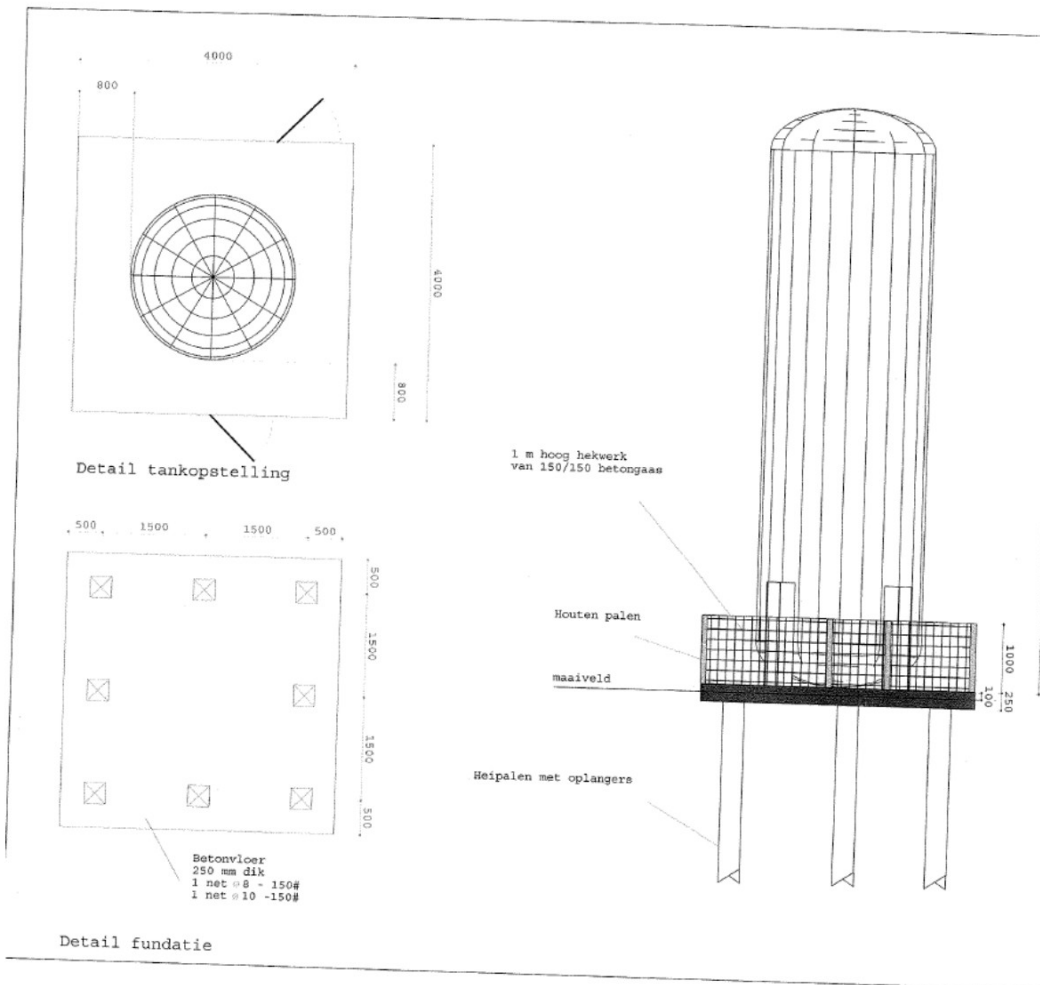 4000
800
4000
800
Detail tankopstelling
500 1500 1500 500
500
1500
1500
500
Betonvloer
250 mm dik
1 net ⌀8 - 150#
1 net ⌀10 -150#
Detail fundatie
1 m hoog hekwerk
van 150/150 betongaas
Houten palen
maaiveld
1000
100
250
Heipalen met oplangers